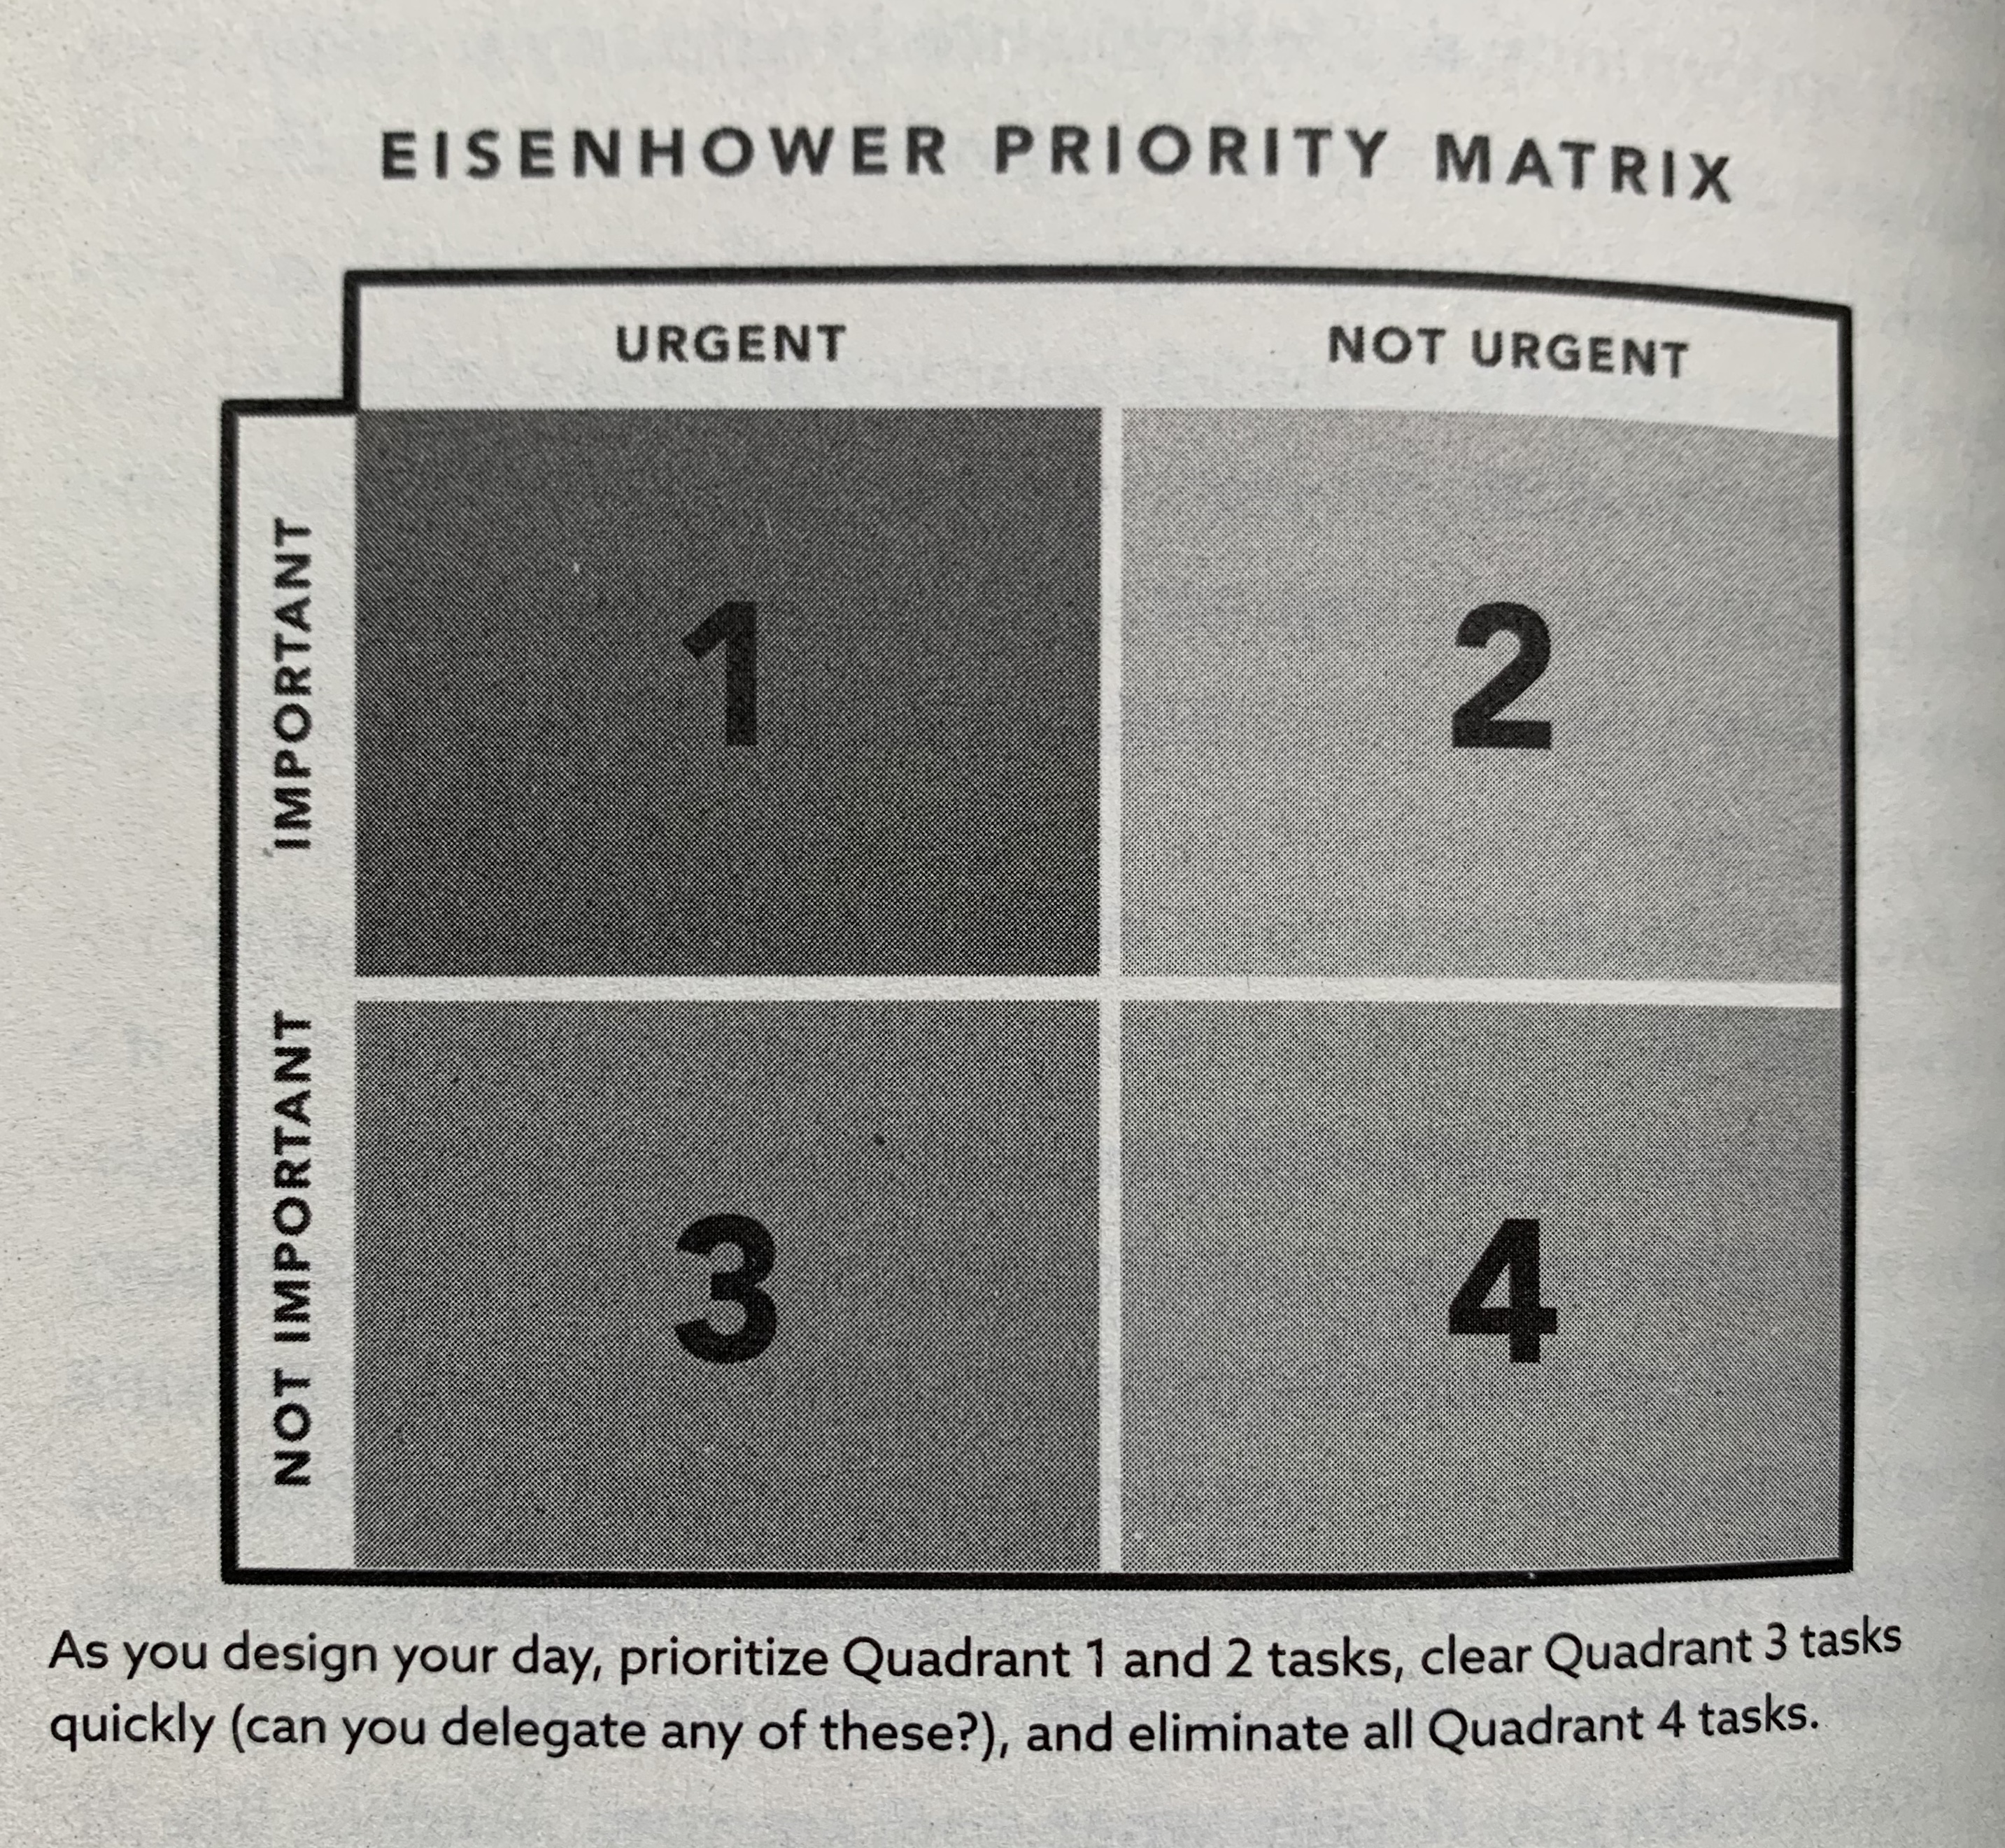 EISENHOWER PRIORITY MATRIX
URGENT
NOT URGENT
IMPORTANT
1
2
NOT IMPORTANT
3
4
As you design your day, prioritize Quadrant 1 and 2 tasks, clear Quadrant 3 tasks
quickly (can you delegate any of these?), and eliminate all Quadrant 4 tasks.